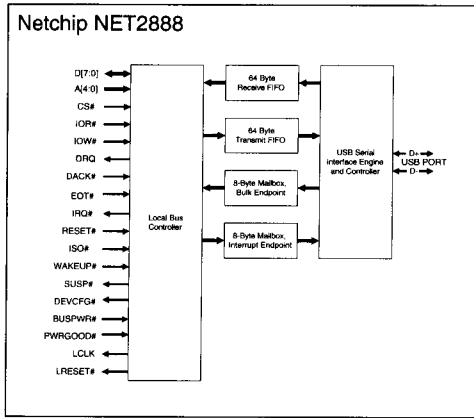 Netchip NET2888
D[7:0]
A[4:0]
CS#
IOR#
IOW#
DRQ
DACK#
EOT#
IRQ#
RESET#
ISO#
WAKEUP#
SUSP#
DEVCFG#
BUSPWR#
PWRGOOD#
LCLK
LRESET#
Local Bus
Controller
64 Byte
Receive FIFO
64 Byte
Transmit FIFO
8-Byte Mailbox,
Bulk Endpoint
8-Byte Mailbox,
Interrupt Endpoint
USB Serial
Interface Engine
and Controller
D+
USB PORT
D-